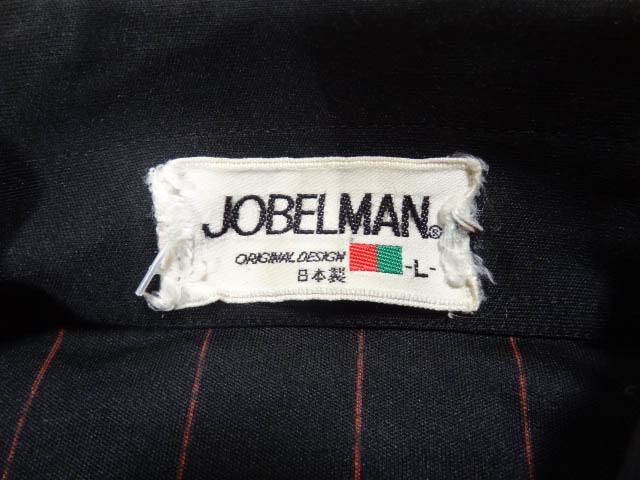 JOBELMAN®
ORIGINAL DESIGN
日本製
-L-